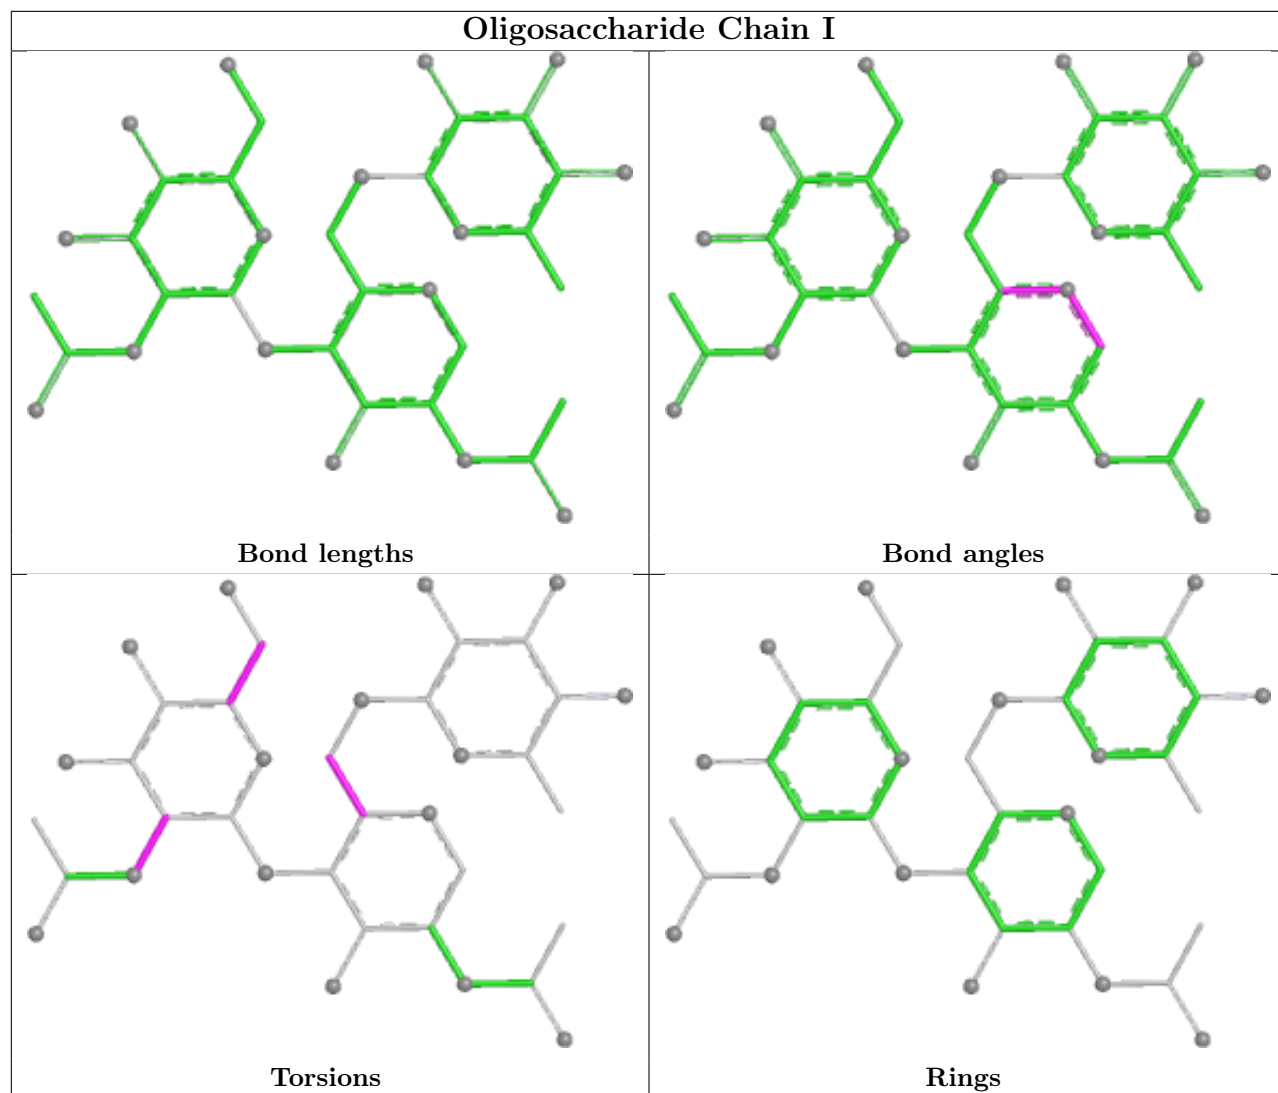 Oligosaccharide Chain I
Bond lengths
Bond angles
Torsions
Rings